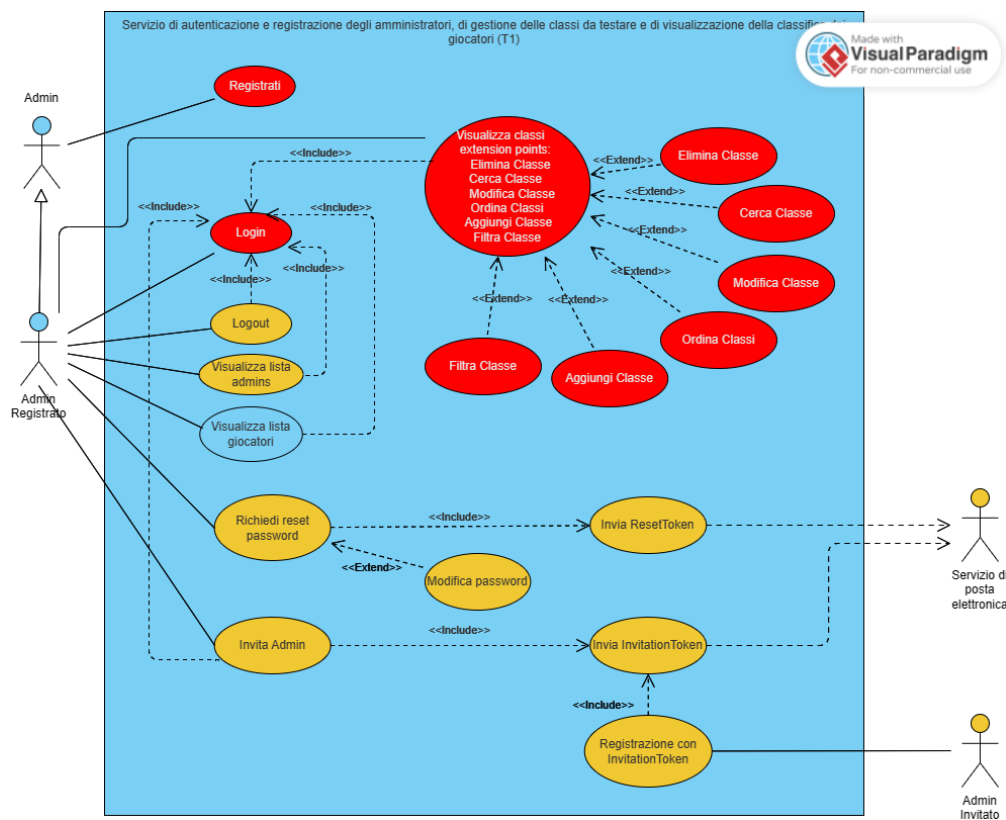 Servizio di autenticazione e registrazione degli amministratori, di gestione delle classi da testare e di visualizzazione della
giocatori (T1)
Made with
Visual Paradigm
For non-commercial use
Admin
Registrati
Visualizza classi
extension points:
Elimina Classe
Cerca Classe
Modifica Classe
Ordina Classi
Aggiungi Classe
Filtra Classe
<<Include>>
<<Extend>>
Elimina Classe
<<Extend>>
Cerca Classe
<<Include>>
<<Include>>
Login
<<Extend>>
<<Include>>
<<Include>>
<<Extend>>
Modifica Classe
<<Extend>>
<<Extend>>
Logout
Ordina Classi
Visualizza lista
admins
Filtra Classe
Aggiungi Classe
Admin
Registrato
Visualizza lista
giocatori
Richiedi reset
password
<<Include>>
Invia ResetToken
<<Extend>>
Modifica password
Servizio di
posta
elettronica
Invita Admin
<<Include>>
Invia InvitationToken
<<Include>>
Registrazione con
InvitationToken
Admin
Invitato